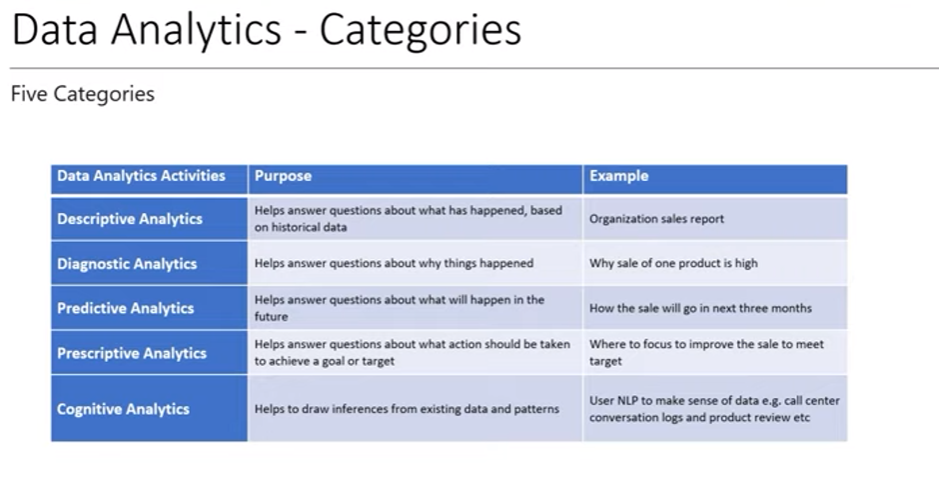 Data Analytics - Categories
Five Categories
Data Analytics Activities
Purpose
Example
Descriptive Analytics
Helps answer questions about what has happened, based
on historical data
Organization sales report
Diagnostic Analytics
Helps answer questions about why things happened
Why sale of one product is high
Predictive Analytics
Helps answer questions about what will happen in the
future
How the sale will go in next three months
Prescriptive Analytics
Helps answer questions about what action should be taken
to achieve a goal or target
Where to focus to improve the sale to meet
target
Cognitive Analytics
Helps to draw inferences from existing data and patterns
User NLP to make sense of data e.g. call center
conversation logs and product review etc